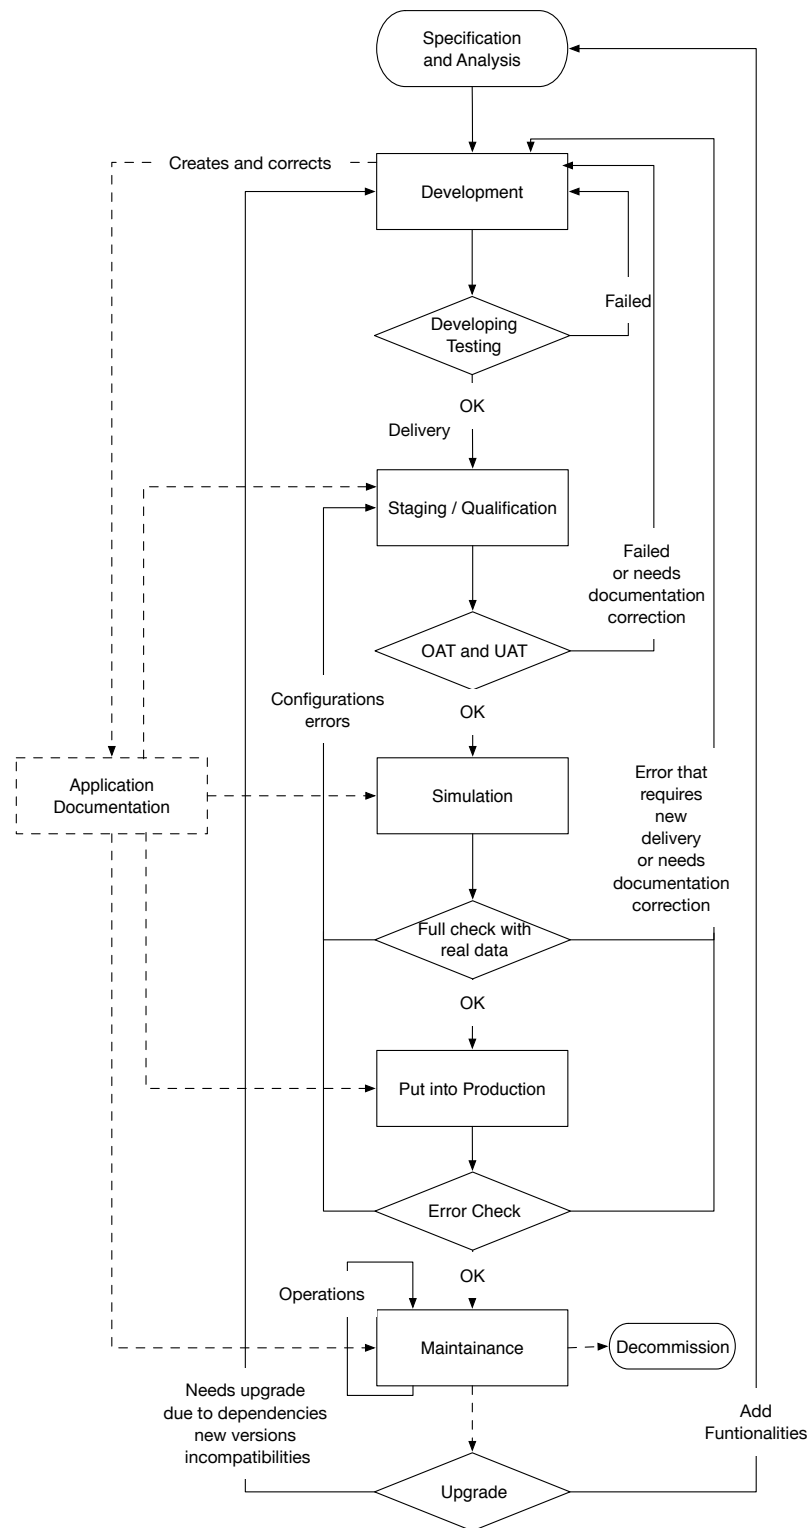 Specification
and Analysis
Creates and corrects
Development
Failed
Developing
Testing
OK
Delivery
Staging / Qualification
Failed
or needs
documentation
correction
OAT and UAT
Configurations
errors
OK
Application
Documentation
Simulation
Error that
requires
new
delivery
or needs
documentation
correction
Full check with
real data
OK
Put into Production
Error Check
OK
Operations
Maintainance
Decommission
Needs upgrade
due to dependencies
new versions
incompatibilities
Add
Funtionalities
Upgrade